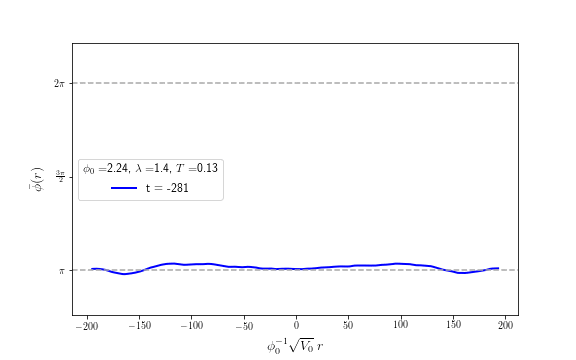 2π
3π/2
π
φ̄(r)
ϕ₀ =2.24, λ =1.4, T =0.13
t = -281
−200 −150 −100 −50 0 50 100 150 200
ϕ₀⁻¹√V₀ r